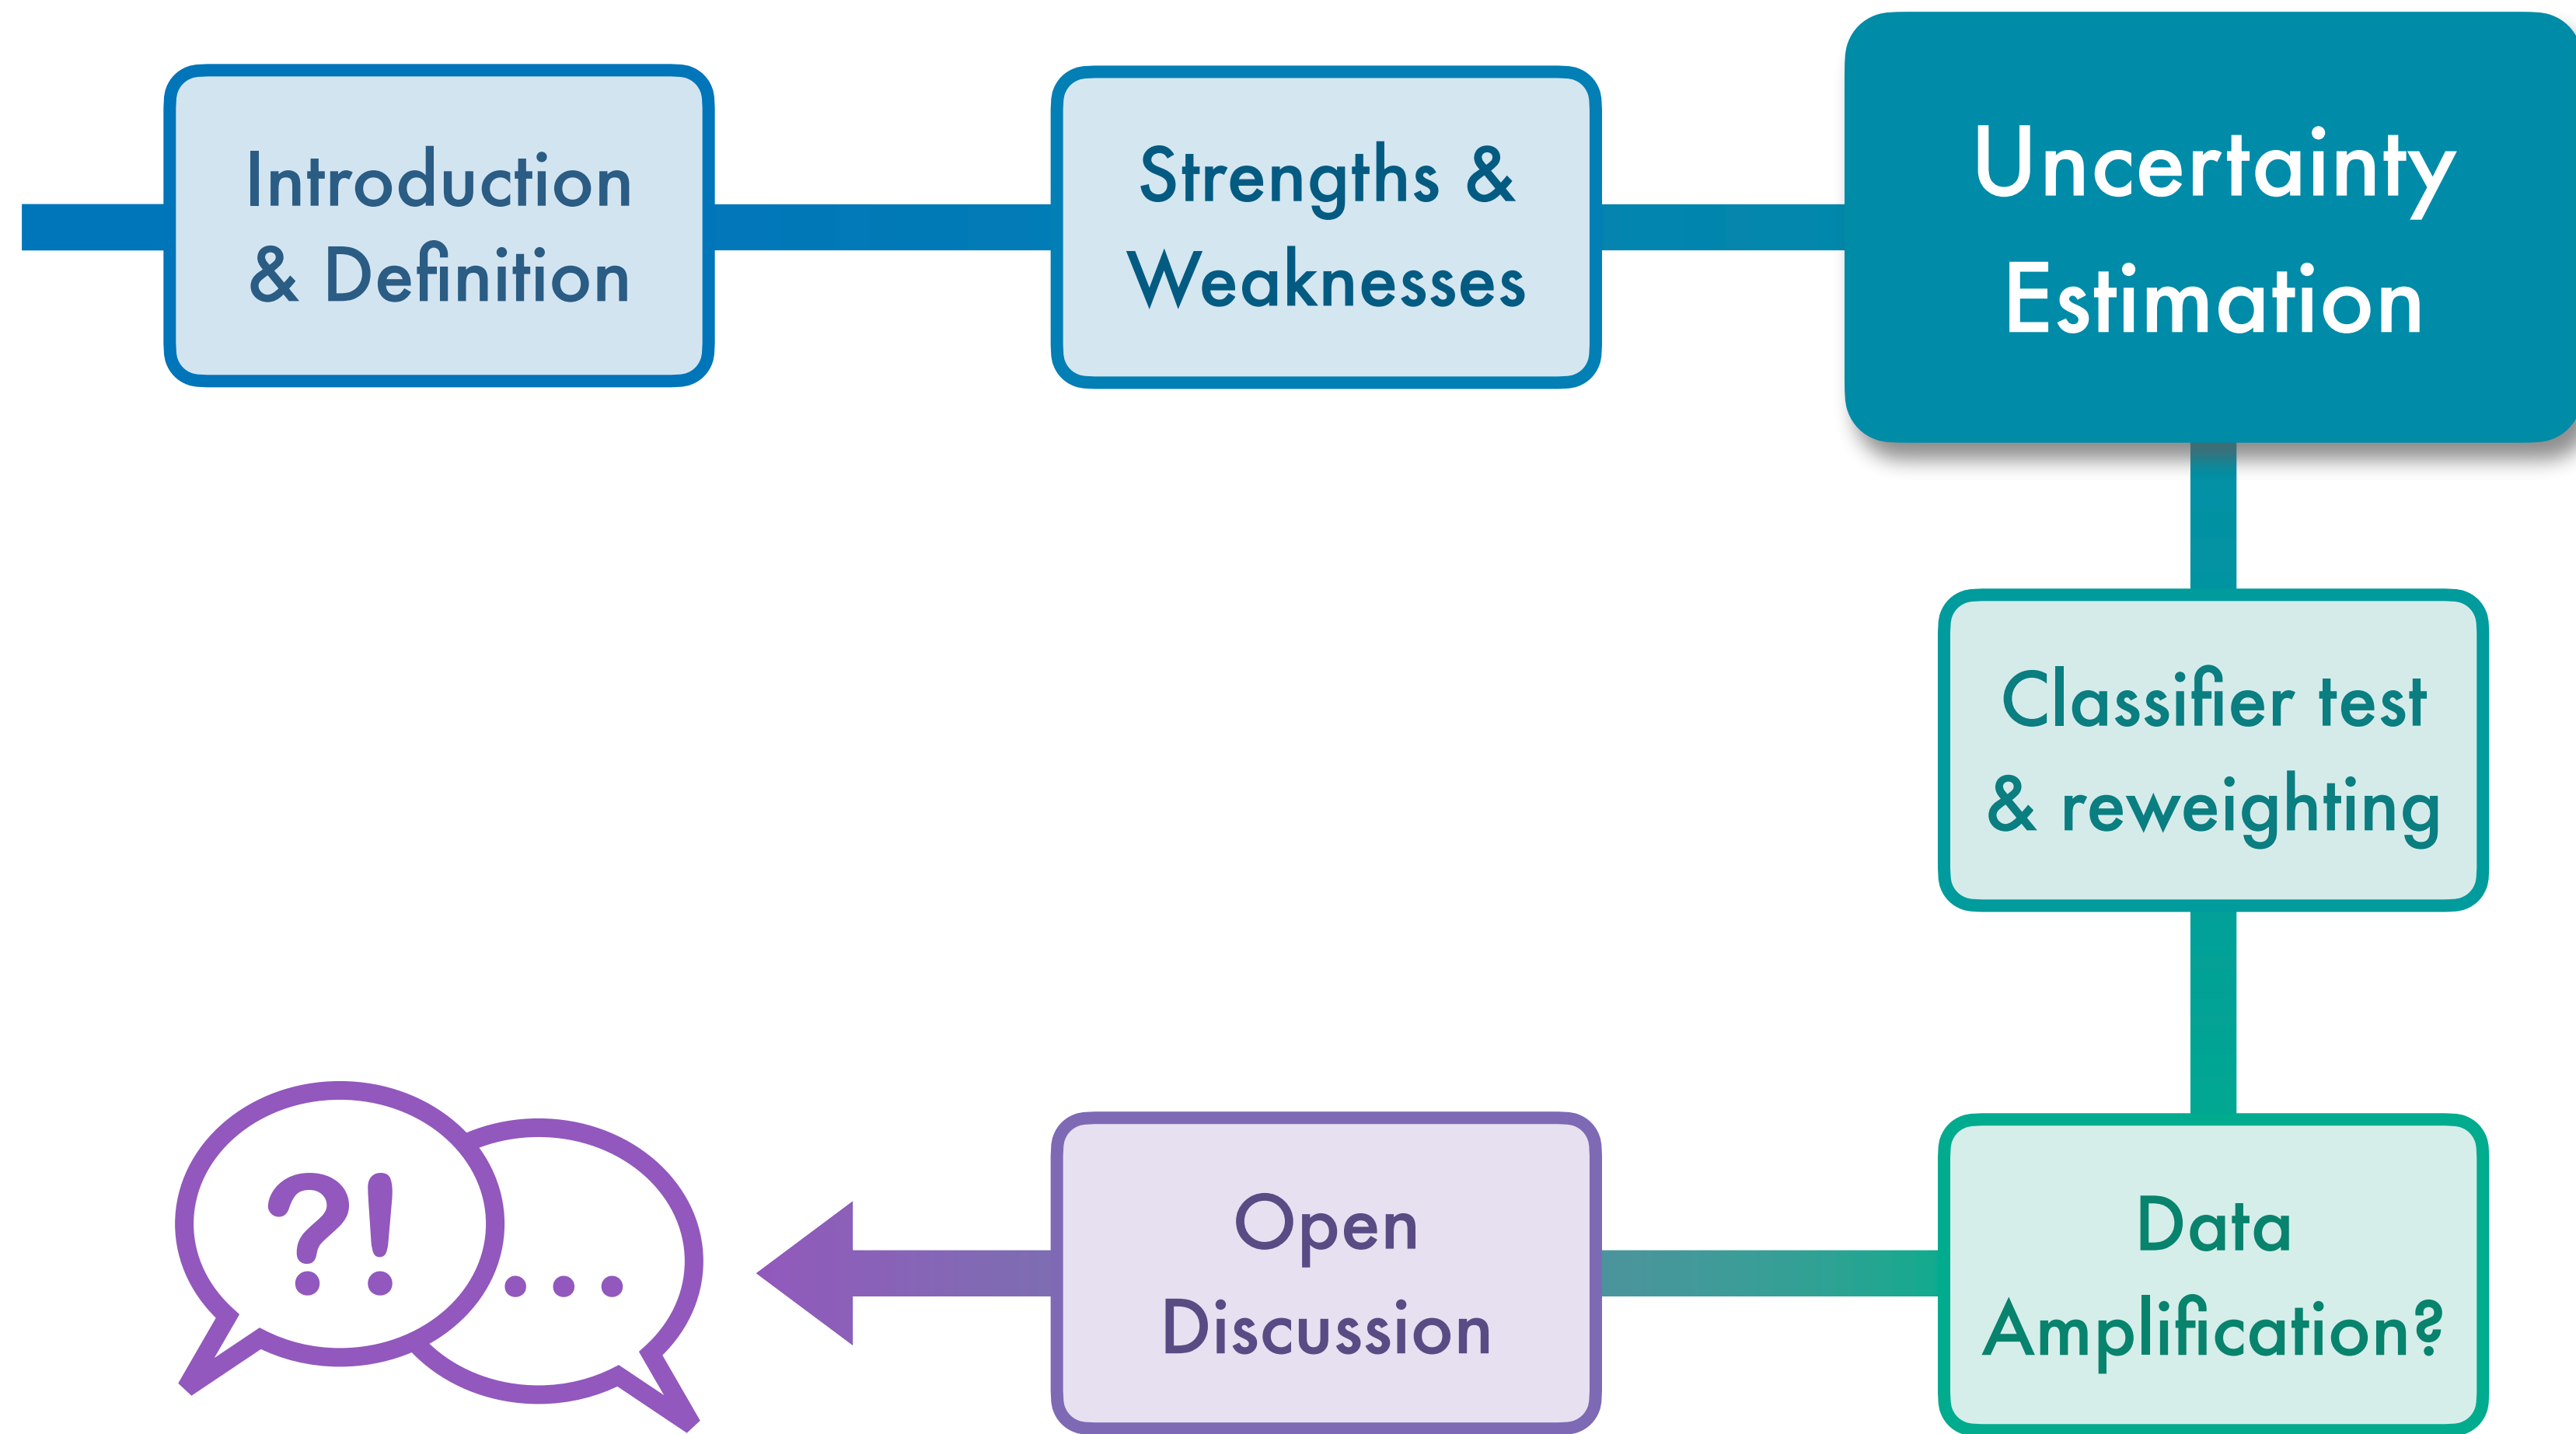 Introduction
& Definition
Strengths &
Weaknesses
Uncertainty
Estimation
Classifier test
& reweighting
Data
Amplification?
Open
Discussion
?!
...